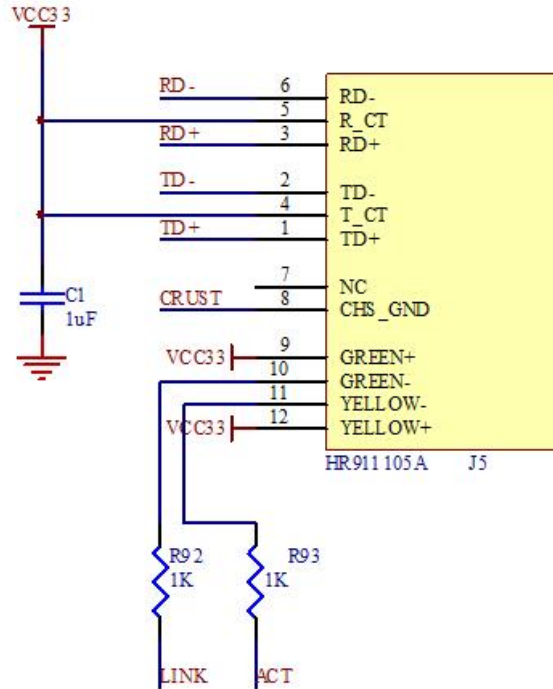 VCC33
RD- 6 RD-
5 R_CT
RD+ 3 RD+
TD- 2 TD-
4 T_CT
TD+ 1 TD+
7 NC
CRUST 8 CHS_GND
C1
1uF
VCC33 9 GREEN+
10 GREEN-
11 YELLOW-
VCC33 12 YELLOW+
HR911105A J5
R92 R93
1K 1K
LINK ACT